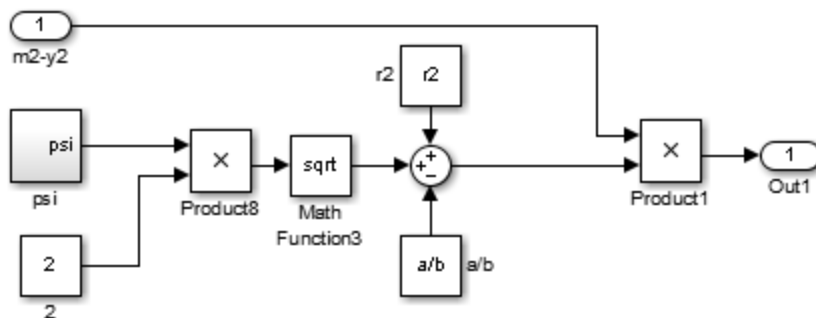 1
m2-y2
r2
r2
psi
psi
×
Product8
sqrt
Math
Function3
+
+
−
×
Product1
1
Out1
2
2
a/b
a/b